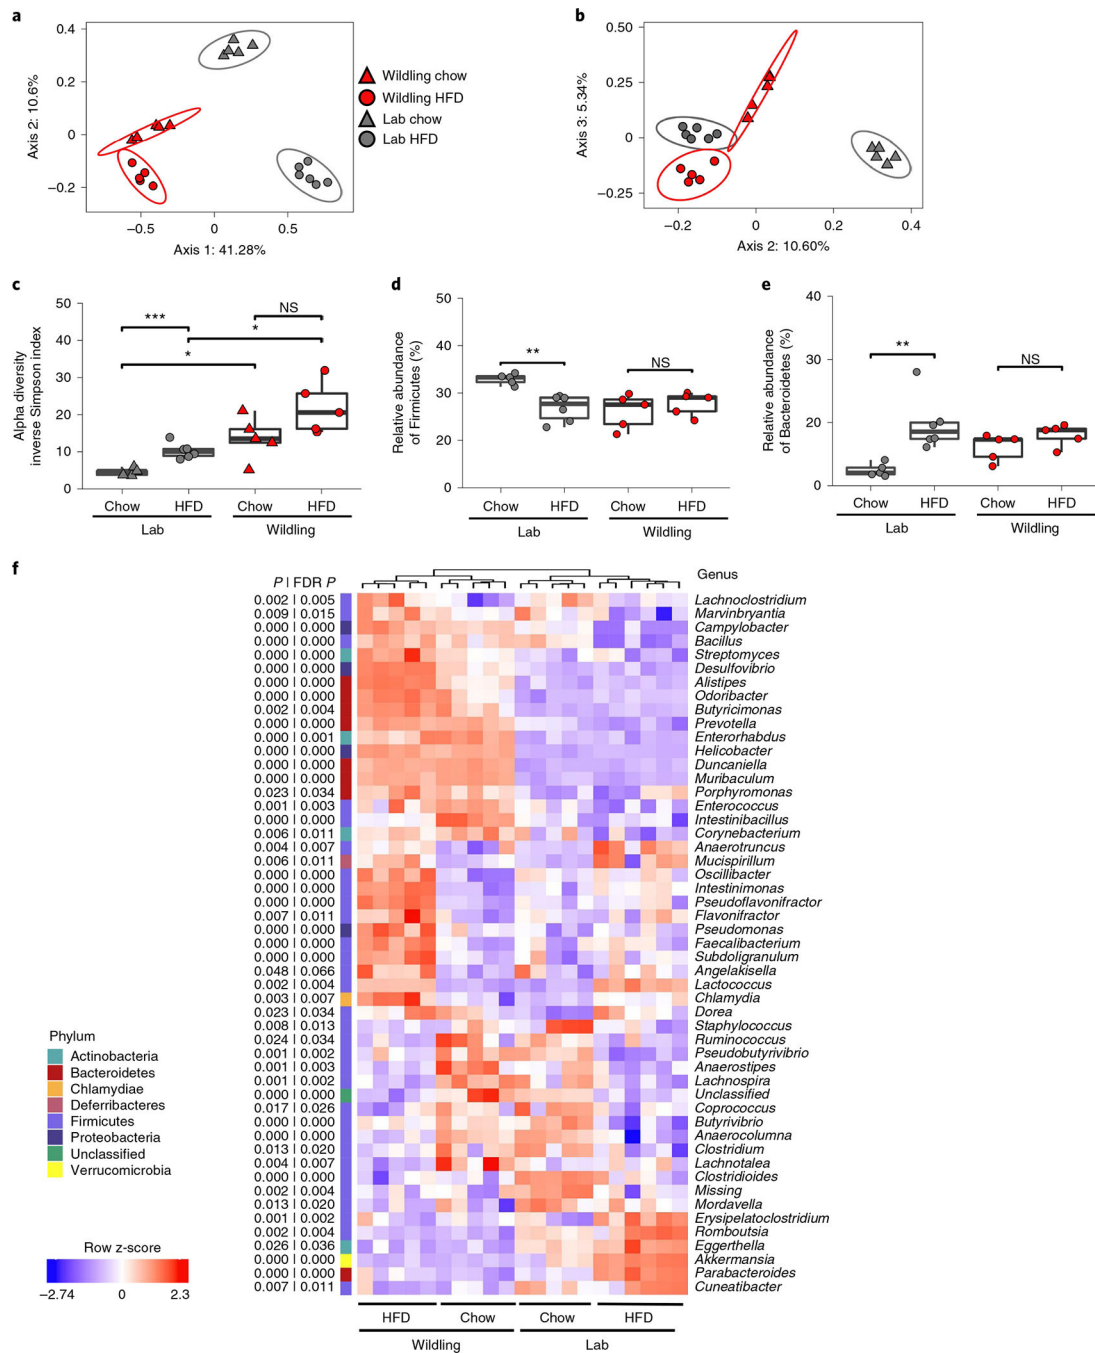 a
0.4
0.2
0
−0.2
−0.5
0
0.5
Axis 2: 10.6%
Axis 1: 41.28%
Wildling chow
Wildling HFD
Lab chow
Lab HFD
b
0.50
0.25
0
−0.25
−0.2
0
0.2
0.4
Axis 3: 5.34%
Axis 2: 10.60%
c
50
40
30
20
10
0
Alpha diversity
inverse Simpson index
***
NS
*
*
Chow HFD Chow HFD
Lab Wildling
d
50
40
30
20
10
0
Relative abundance
of Firmicutes (%)
**
NS
Chow HFD Chow HFD
Lab Wildling
e
40
30
20
0
Relative abundance
of Bacteroidetes (%)
**
NS
Chow HFD Chow HFD
Lab Wildling
f
P | FDR P Genus
0.002 | 0.005 Lachnoclostridium
0.009 | 0.015 Marvinbryantia
0.000 | 0.000 Campylobacter
0.000 | 0.000 Bacillus
0.000 | 0.000 Streptomyces
0.000 | 0.000 Desulfovibrio
0.000 | 0.000 Alistipes
0.000 | 0.000 Odoribacter
0.002 | 0.004 Butyricimonas
0.000 | 0.000 Prevotella
0.000 | 0.001 Enterorhabdus
0.000 | 0.000 Helicobacter
0.000 | 0.000 Duncaniella
0.000 | 0.000 Muribaculum
0.023 | 0.034 Porphyromonas
0.001 | 0.003 Enterococcus
0.000 | 0.000 Intestinibacillus
0.006 | 0.011 Corynebacterium
0.004 | 0.007 Anaerotruncus
0.006 | 0.011 Mucispirillum
0.000 | 0.000 Oscillibacter
0.000 | 0.000 Intestinimonas
0.000 | 0.000 Pseudoflavonifractor
0.007 | 0.011 Flavonifractor
0.000 | 0.000 Pseudomonas
0.000 | 0.000 Faecalibacterium
0.000 | 0.000 Subdoligranulum
0.048 | 0.066 Angelakisella
0.002 | 0.004 Lactococcus
0.003 | 0.007 Chlamydia
0.023 | 0.034 Dorea
0.008 | 0.013 Staphylococcus
0.024 | 0.034 Ruminococcus
0.001 | 0.002 Pseudobutyrivibrio
0.001 | 0.003 Anaerostipes
0.001 | 0.002 Lachnospira
0.000 | 0.000 Unclassified
0.017 | 0.026 Coprococcus
0.000 | 0.000 Butyrivibrio
0.000 | 0.000 Anaerocolumna
0.013 | 0.020 Clostridium
0.004 | 0.007 Lachnotalea
0.000 | 0.000 Clostridioides
0.002 | 0.004 Missing
0.013 | 0.020 Mordavella
0.001 | 0.002 Erysipelatoclostridium
0.002 | 0.004 Romboutsia
0.026 | 0.036 Eggerthella
0.000 | 0.000 Akkermansia
0.000 | 0.000 Parabacteroides
0.007 | 0.011 Cuneatibacter
HFD Chow Chow HFD
Wildling Lab
Phylum
Actinobacteria
Bacteroidetes
Chlamydiae
Deferribacteres
Firmicutes
Proteobacteria
Unclassified
Verrucomicrobia
Row z-score
−2.74 0 2.3